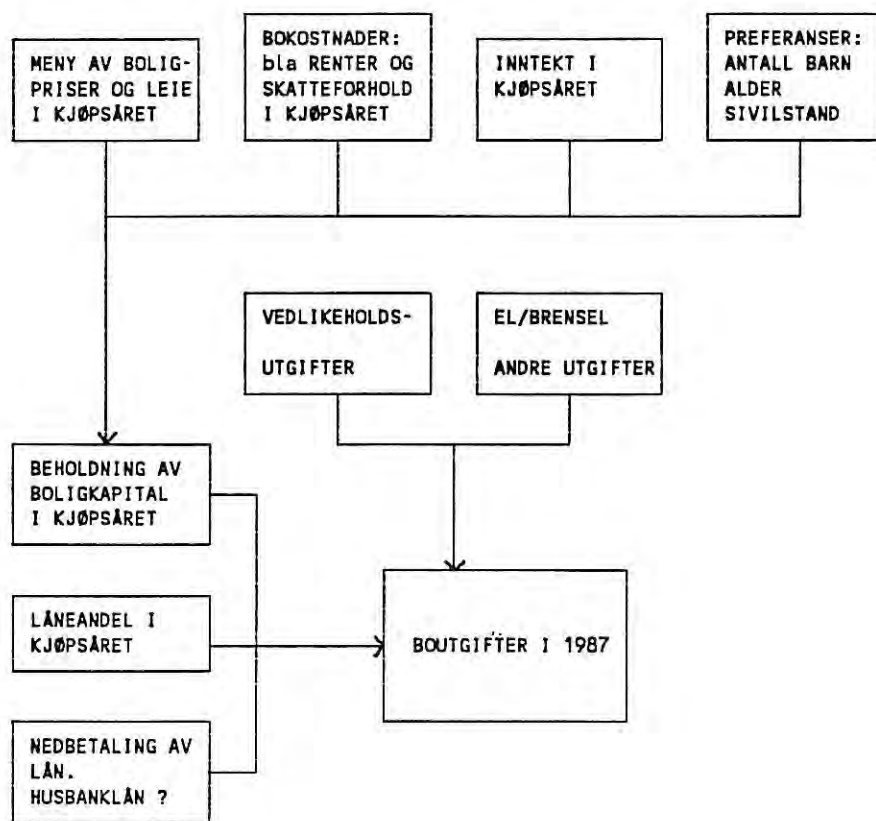 MENY AV BOLIG-
PRISER OG LEIE
I KJØPSÅRET
BOKOSTNADER:
bla RENTER OG
SKATTEFORHOLD
I KJØPSÅRET
INNTEKT I
KJØPSÅRET
PREFERANSER:
ANTALL BARN
ALDER
SIVILSTAND
VEDLIKEHOLDS-
UTGIFTER
EL/BRENSEL
ANDRE UTGIFTER
BEHOLDNING AV
BOLIGKAPITAL
I KJØPSÅRET
LÅNEANDEL I
KJØPSÅRET
BOUTGIFTER I 1987
NEDBETALING AV
LÅN.
HUSBANKLÅN ?